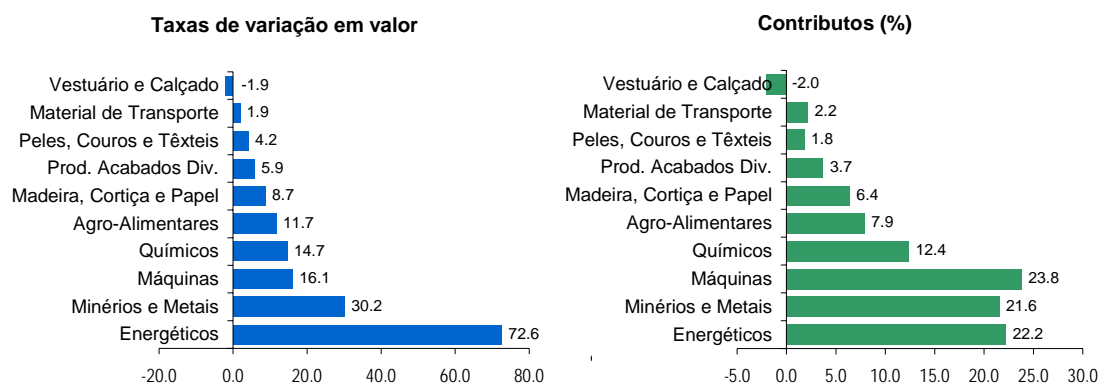 Taxas de variação em valor
Vestuário e Calçado -1.9
Material de Transporte 1.9
Peles, Couros e Têxteis 4.2
Prod. Acabados Div. 5.9
Madeira, Cortiça e Papel 8.7
Agro-Alimentares 11.7
Químicos 14.7
Máquinas 16.1
Minérios e Metais 30.2
Energéticos 72.6
-20.0 0.0 20.0 40.0 60.0 80.0
Contributos (%)
Vestuário e Calçado -2.0
Material de Transporte 2.2
Peles, Couros e Têxteis 1.8
Prod. Acabados Div. 3.7
Madeira, Cortiça e Papel 6.4
Agro-Alimentares 7.9
Químicos 12.4
Máquinas 23.8
Minérios e Metais 21.6
Energéticos 22.2
-5.0 0.0 5.0 10.0 15.0 20.0 25.0 30.0